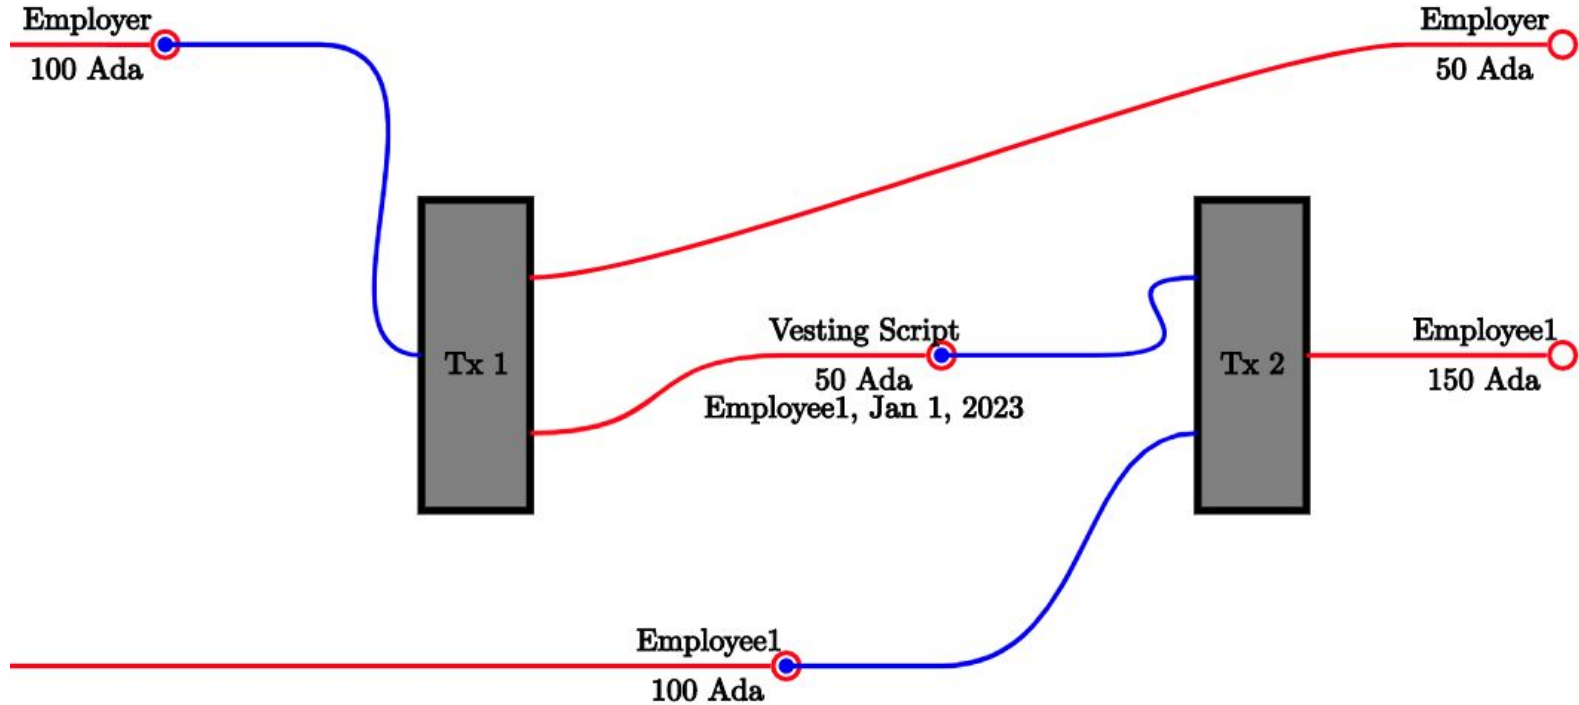 Employer
100 Ada
Employer
50 Ada
Tx 1
Vesting Script
50 Ada
Employee1, Jan 1, 2023
Tx 2
Employee1
150 Ada
Employee1
100 Ada